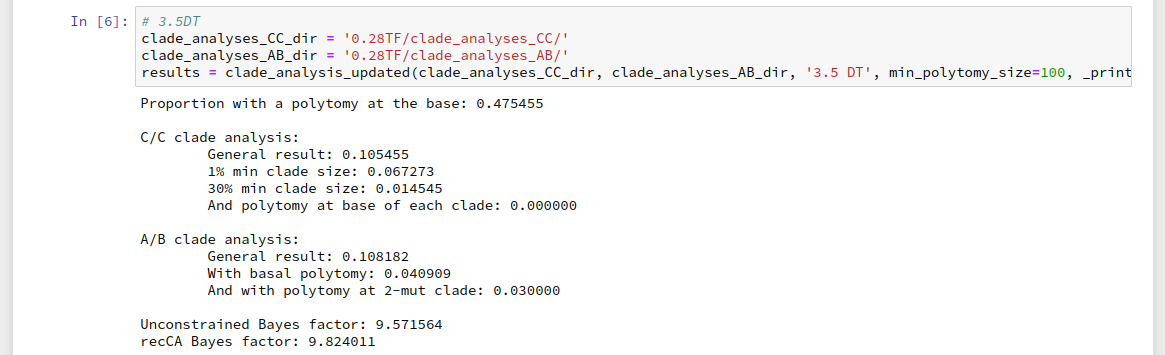 In [6]: # 3.5DT
clade_analyses_CC_dir = '0.28TF/clade_analyses_CC/'
clade_analyses_AB_dir = '0.28TF/clade_analyses_AB/'
results = clade_analysis_updated(clade_analyses_CC_dir, clade_analyses_AB_dir, '3.5 DT', min_polytomy_size=100, _print
Proportion with a polytomy at the base: 0.475455
C/C clade analysis:
General result: 0.105455
1% min clade size: 0.067273
30% min clade size: 0.014545
And polytomy at base of each clade: 0.000000
A/B clade analysis:
General result: 0.108182
With basal polytomy: 0.040909
And with polytomy at 2-mut clade: 0.030000
Unconstrained Bayes factor: 9.571564
recCA Bayes factor: 9.824011